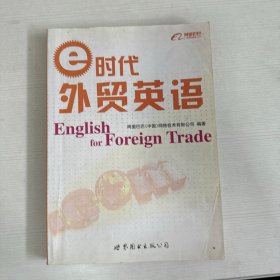 e时代
外贸英语
English
for Foreign Trade
阿里巴巴(中国)网络技术有限公司 编著
世界图书出版公司